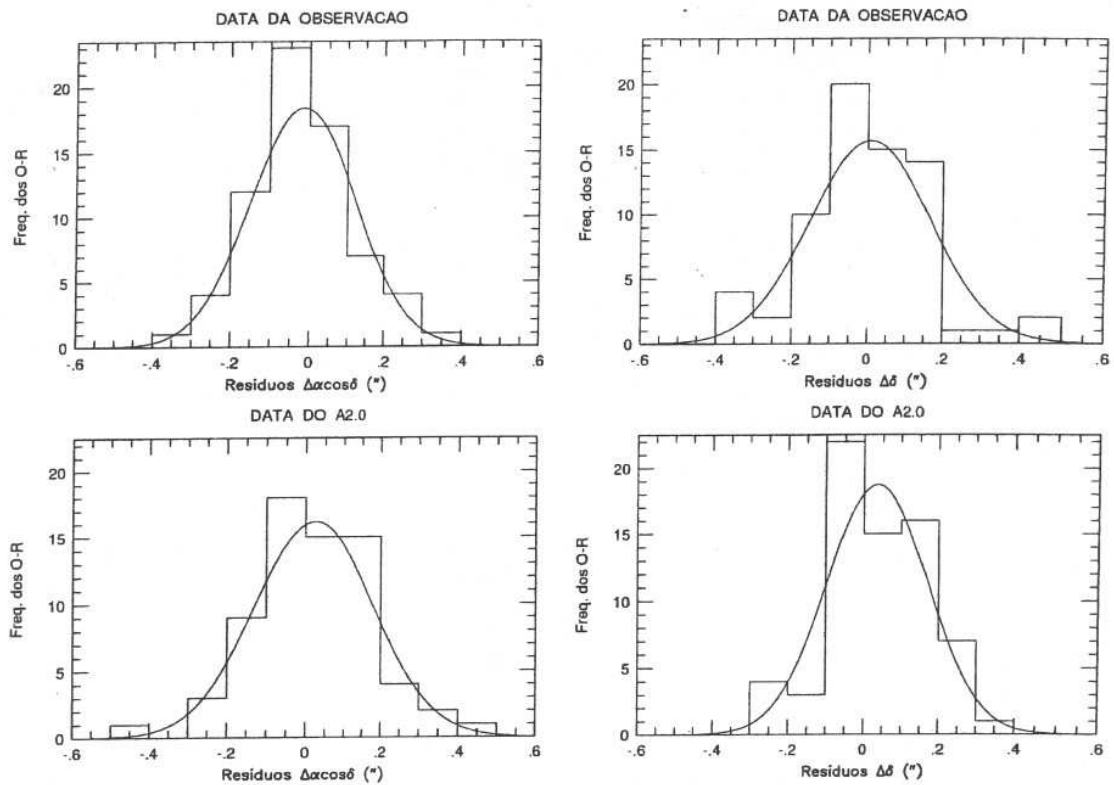 DATA DA OBSERVACAO
Freq. dos O-R
20
15
10
5
0
-.6 -.4 -.2 0 .2 .4 .6
Residuos Δαcosδ (")
DATA DA OBSERVACAO
Freq. dos O-R
20
15
10
5
0
-.6 -.4 -.2 0 .2 .4 .6
Residuos Δδ (")
DATA DO A2.0
Freq. dos O-R
20
15
10
5
0
-.6 -.4 -.2 0 .2 .4 .6
Residuos Δαcosδ (")
DATA DO A2.0
Freq. dos O-R
20
15
10
5
0
-.6 -.4 -.2 0 .2 .4 .6
Residuos Δδ (")